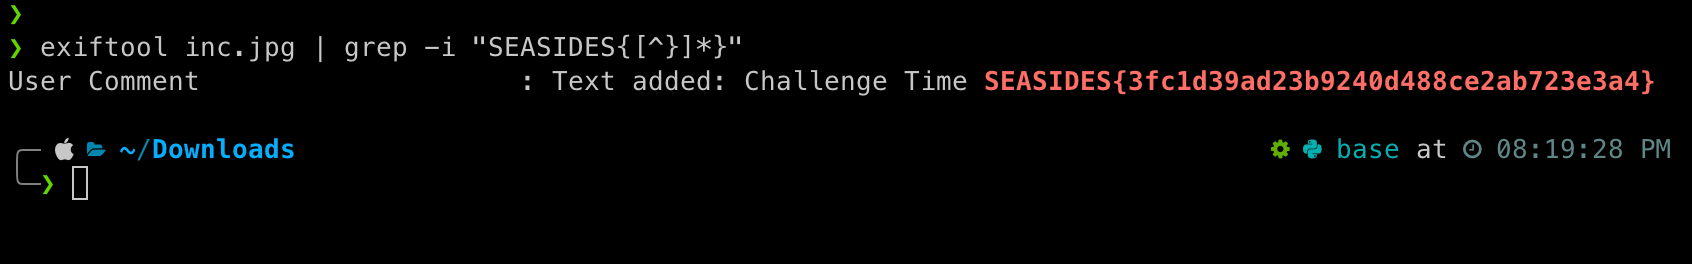 ❯
❯ exiftool inc.jpg | grep -i "SEASIDES{[^}]*}"
User Comment                    : Text added: Challenge Time SEASIDES{3fc1d39ad23b9240d488ce2ab723e3a4}
~/Downloads base at 08:19:28 PM
❯